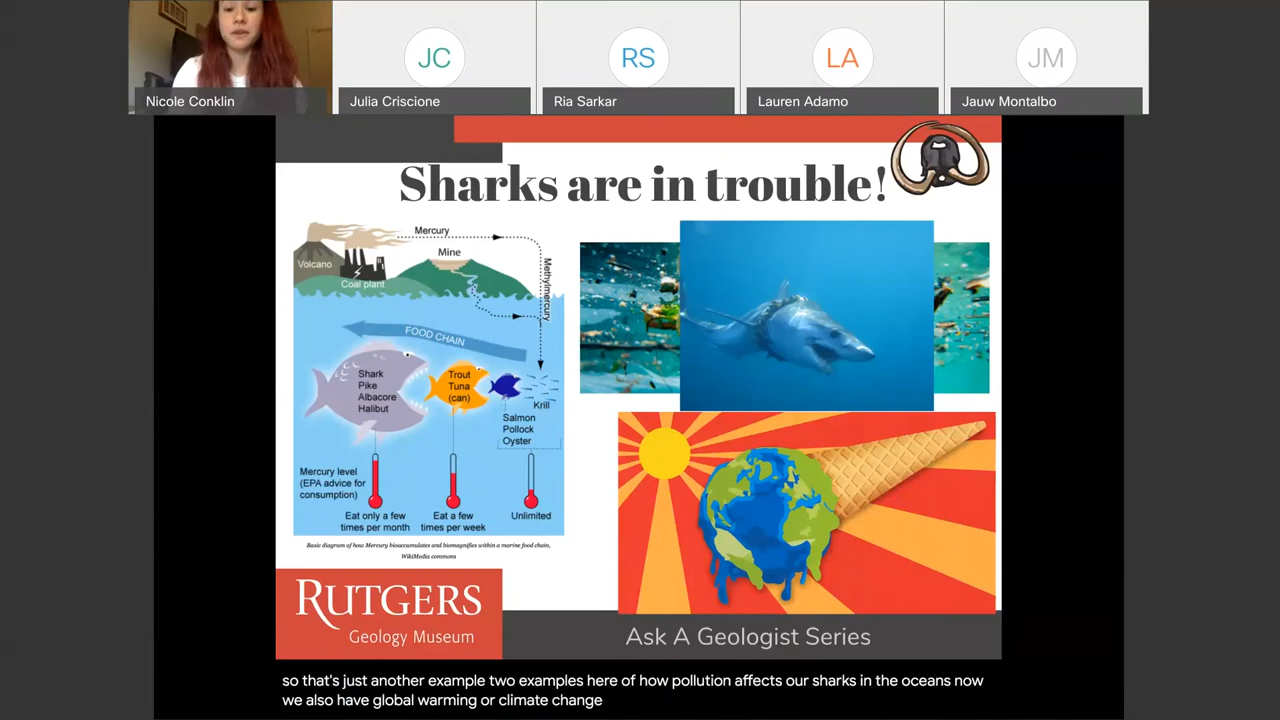 JC
RS
LA
JM
Nicole Conklin
Julia Criscione
Ria Sarkar
Lauren Adamo
Jauw Montalbo
Sharks are in trouble!
Mercury
Volcano
Mine
Coal plant
Methylmercury
FOOD CHAIN
Shark
Pike
Albacore
Halibut
Trout
Tuna
(can)
Krill
Salmon
Pollock
Oyster
Mercury level
(EPA advice for
consumption)
Eat only a few
times per month
Eat a few
times per week
Unlimited
Basic diagram of how Mercury bioaccumulates and biomagnifies within a marine food chain,
WikiMedia commons
RUTGERS
Geology Museum
Ask A Geologist Series
so that's just another example two examples here of how pollution affects our sharks in the oceans now
we also have global warming or climate change